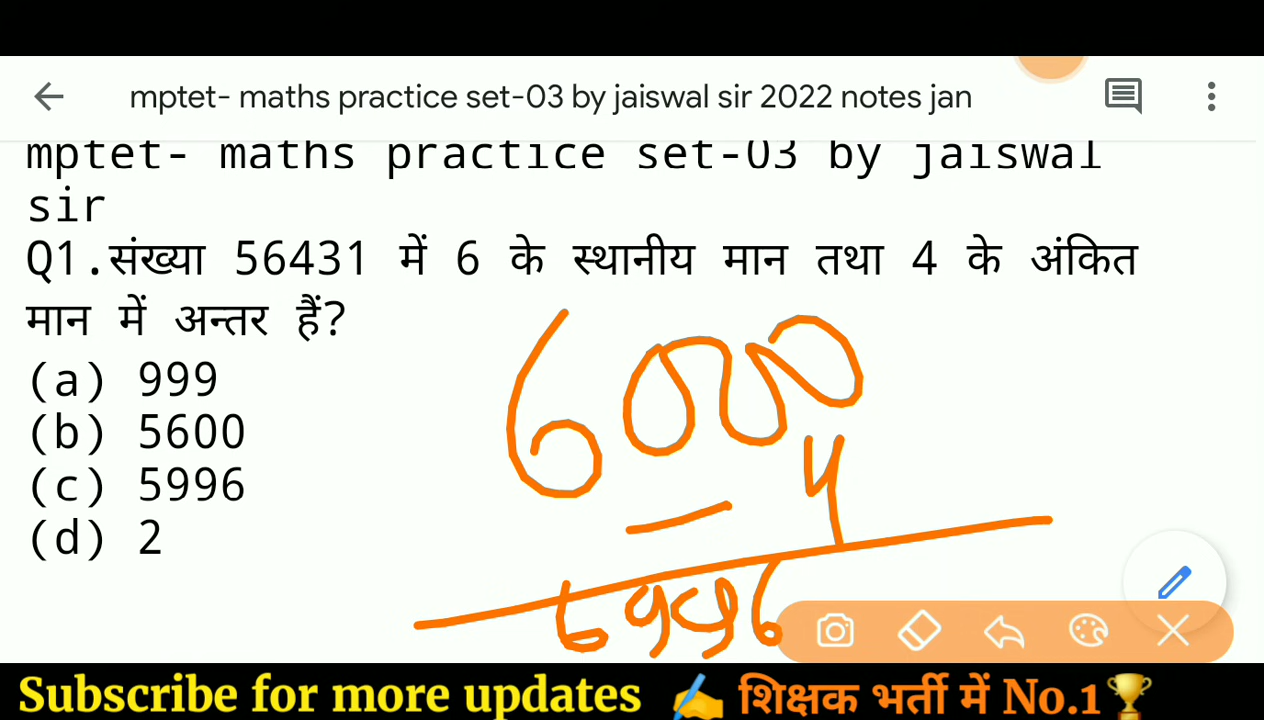 mptet- maths practice set-03 by jaiswal sir 2022 notes jan
mptet- maths practice set-03 by jaiswal
sir
Q1.संख्या 56431 में 6 के स्थानीय मान तथा 4 के अंकित
मान में अन्तर हैं?
(a) 999
(b) 5600
(c) 5996
(d) 2
6000
- 4
5996
Subscribe for more updates ✍️ शिक्षक भर्ती में No.1🏆